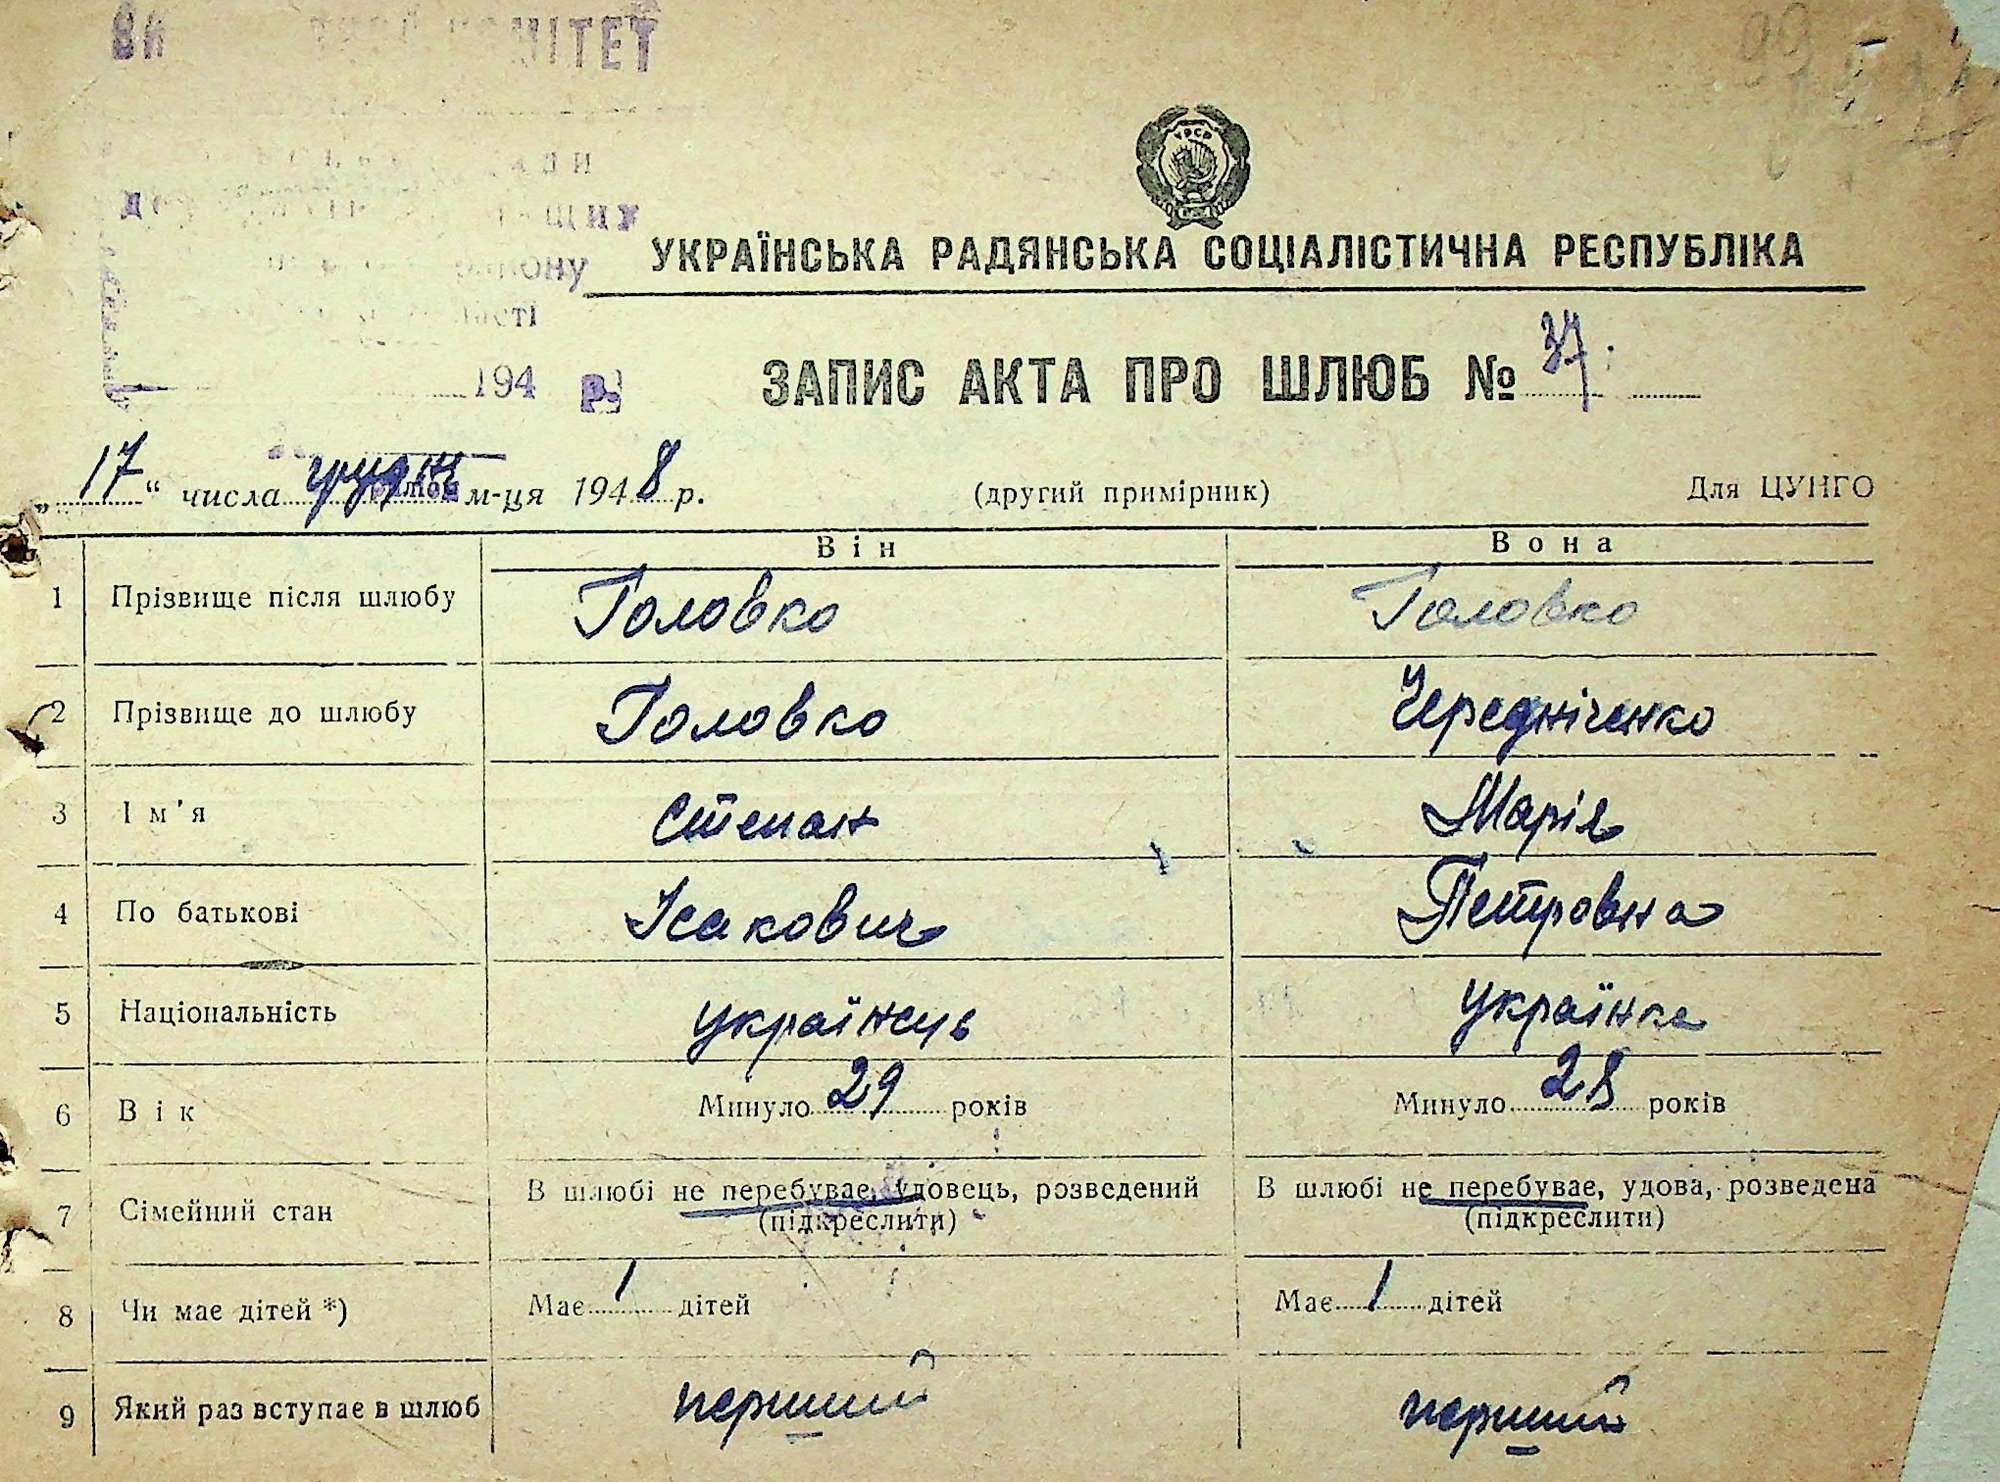 УРСР
УКРАЇНСЬКА РАДЯНСЬКА СОЦІАЛІСТИЧНА РЕСПУБЛІКА
194 р.
ЗАПИС АКТА ПРО ШЛЮБ № 37
„17“ числа грудня м-ця 1948 р. (другий примірник) Для ЦУНГО
Він Вона
1 Прізвище після шлюбу Головко Головко
2 Прізвище до шлюбу Головко Чередніченко
3 Ім'я Степан Марія
4 По батькові Ісакович Петровна
5 Національність українець українка
6 Вік Минуло 29 років Минуло 28 років
7 Сімейний стан В шлюбі не перебуває, удовець, розведений В шлюбі не перебуває, удова, розведена
(підкреслити) (підкреслити)
8 Чи має дітей *) Має 1 дітей Має 1 дітей
9 Який раз вступає в шлюб перший перший